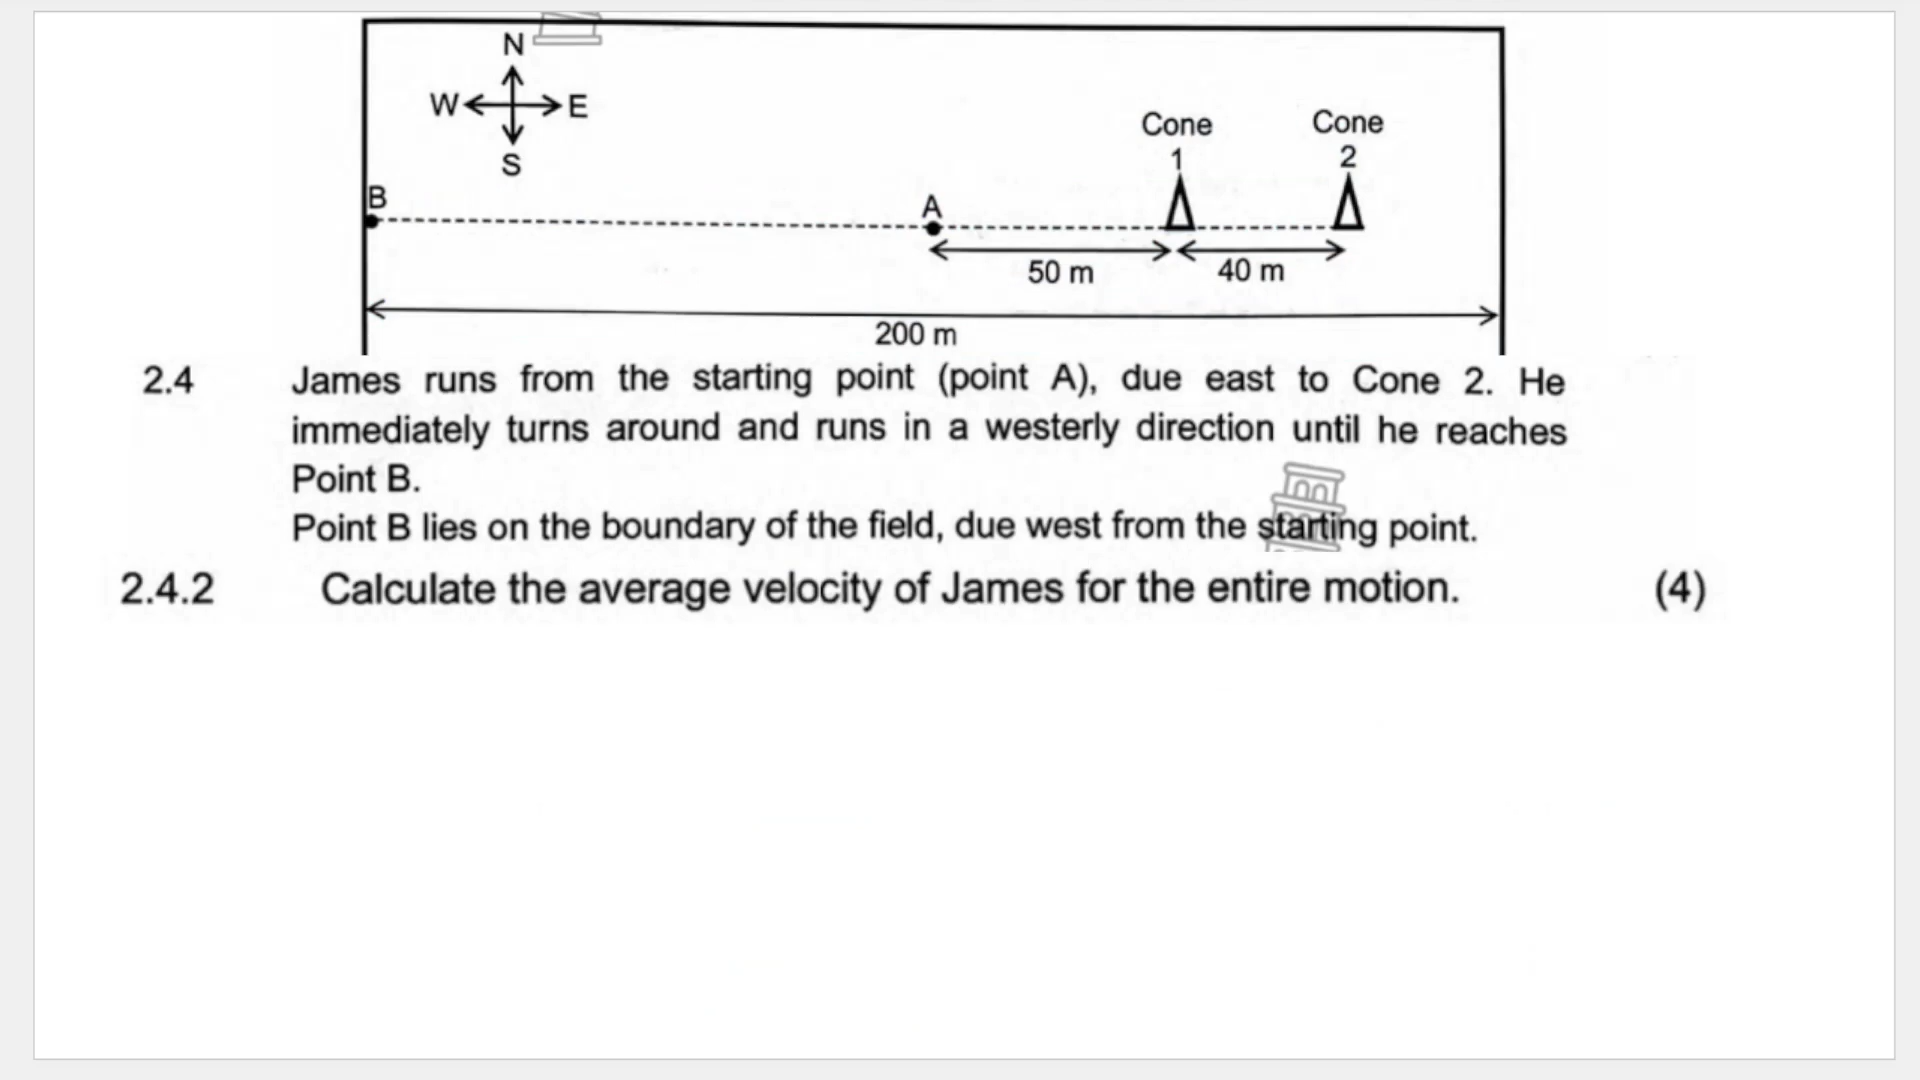 N
W E
S
Cone Cone
1 2
B
A
50 m 40 m
200 m
2.4 James runs from the starting point (point A), due east to Cone 2. He
immediately turns around and runs in a westerly direction until he reaches
Point B.
Point B lies on the boundary of the field, due west from the starting point.
2.4.2 Calculate the average velocity of James for the entire motion. (4)